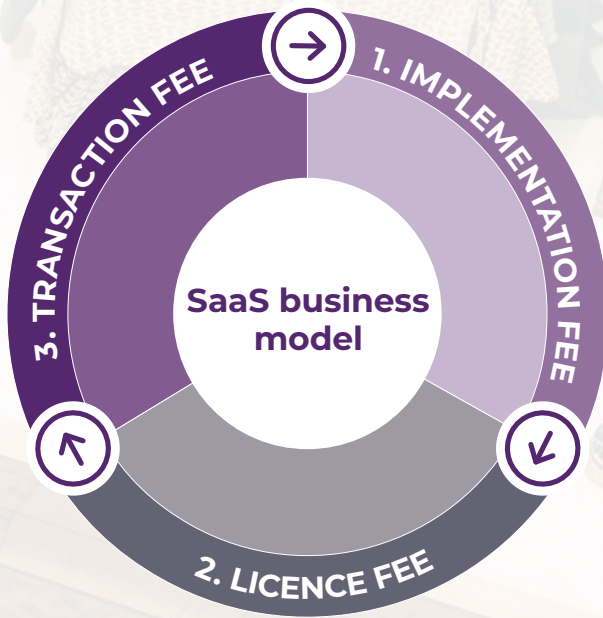 SaaS business
model
1. IMPLEMENTATION FEE
2. LICENCE FEE
3. TRANSACTION FEE